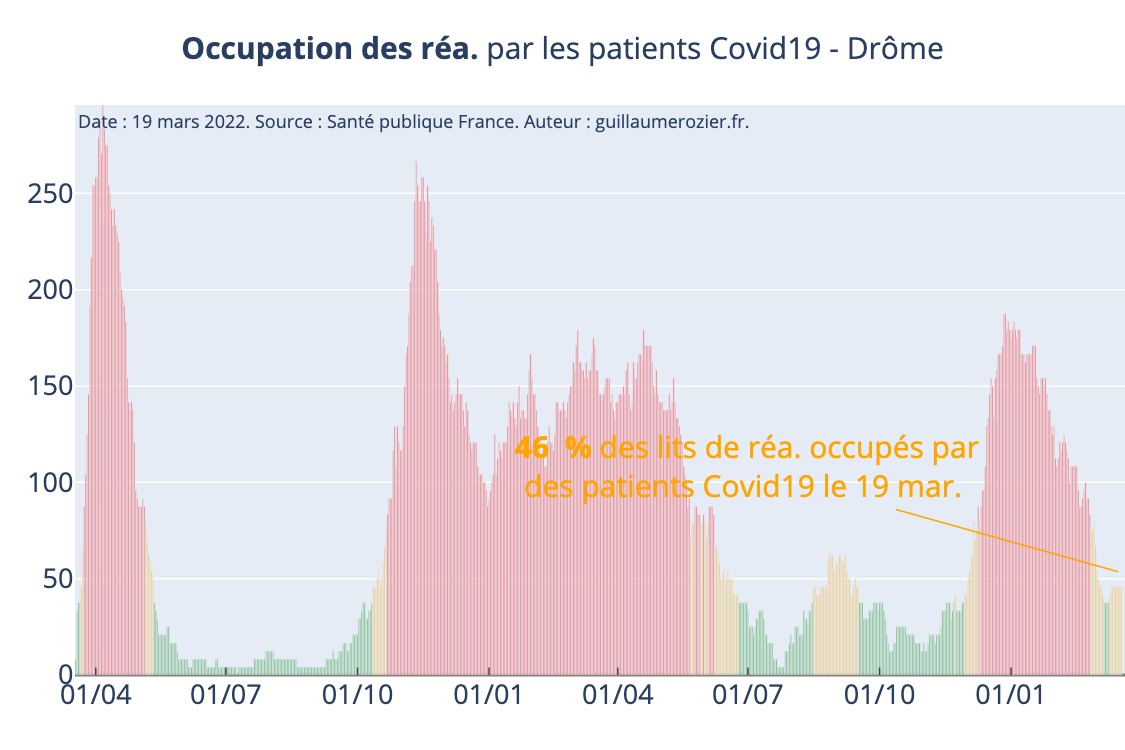 Occupation des réa. par les patients Covid19 - Drôme
Date : 19 mars 2022. Source : Santé publique France. Auteur : guillaumerozier.fr.
250
200
150
46 % des lits de réa. occupés par
100
des patients Covid19 le 19 mar.
50
0
01/04 01/07 01/10 01/01 01/04 01/07 01/10 01/01